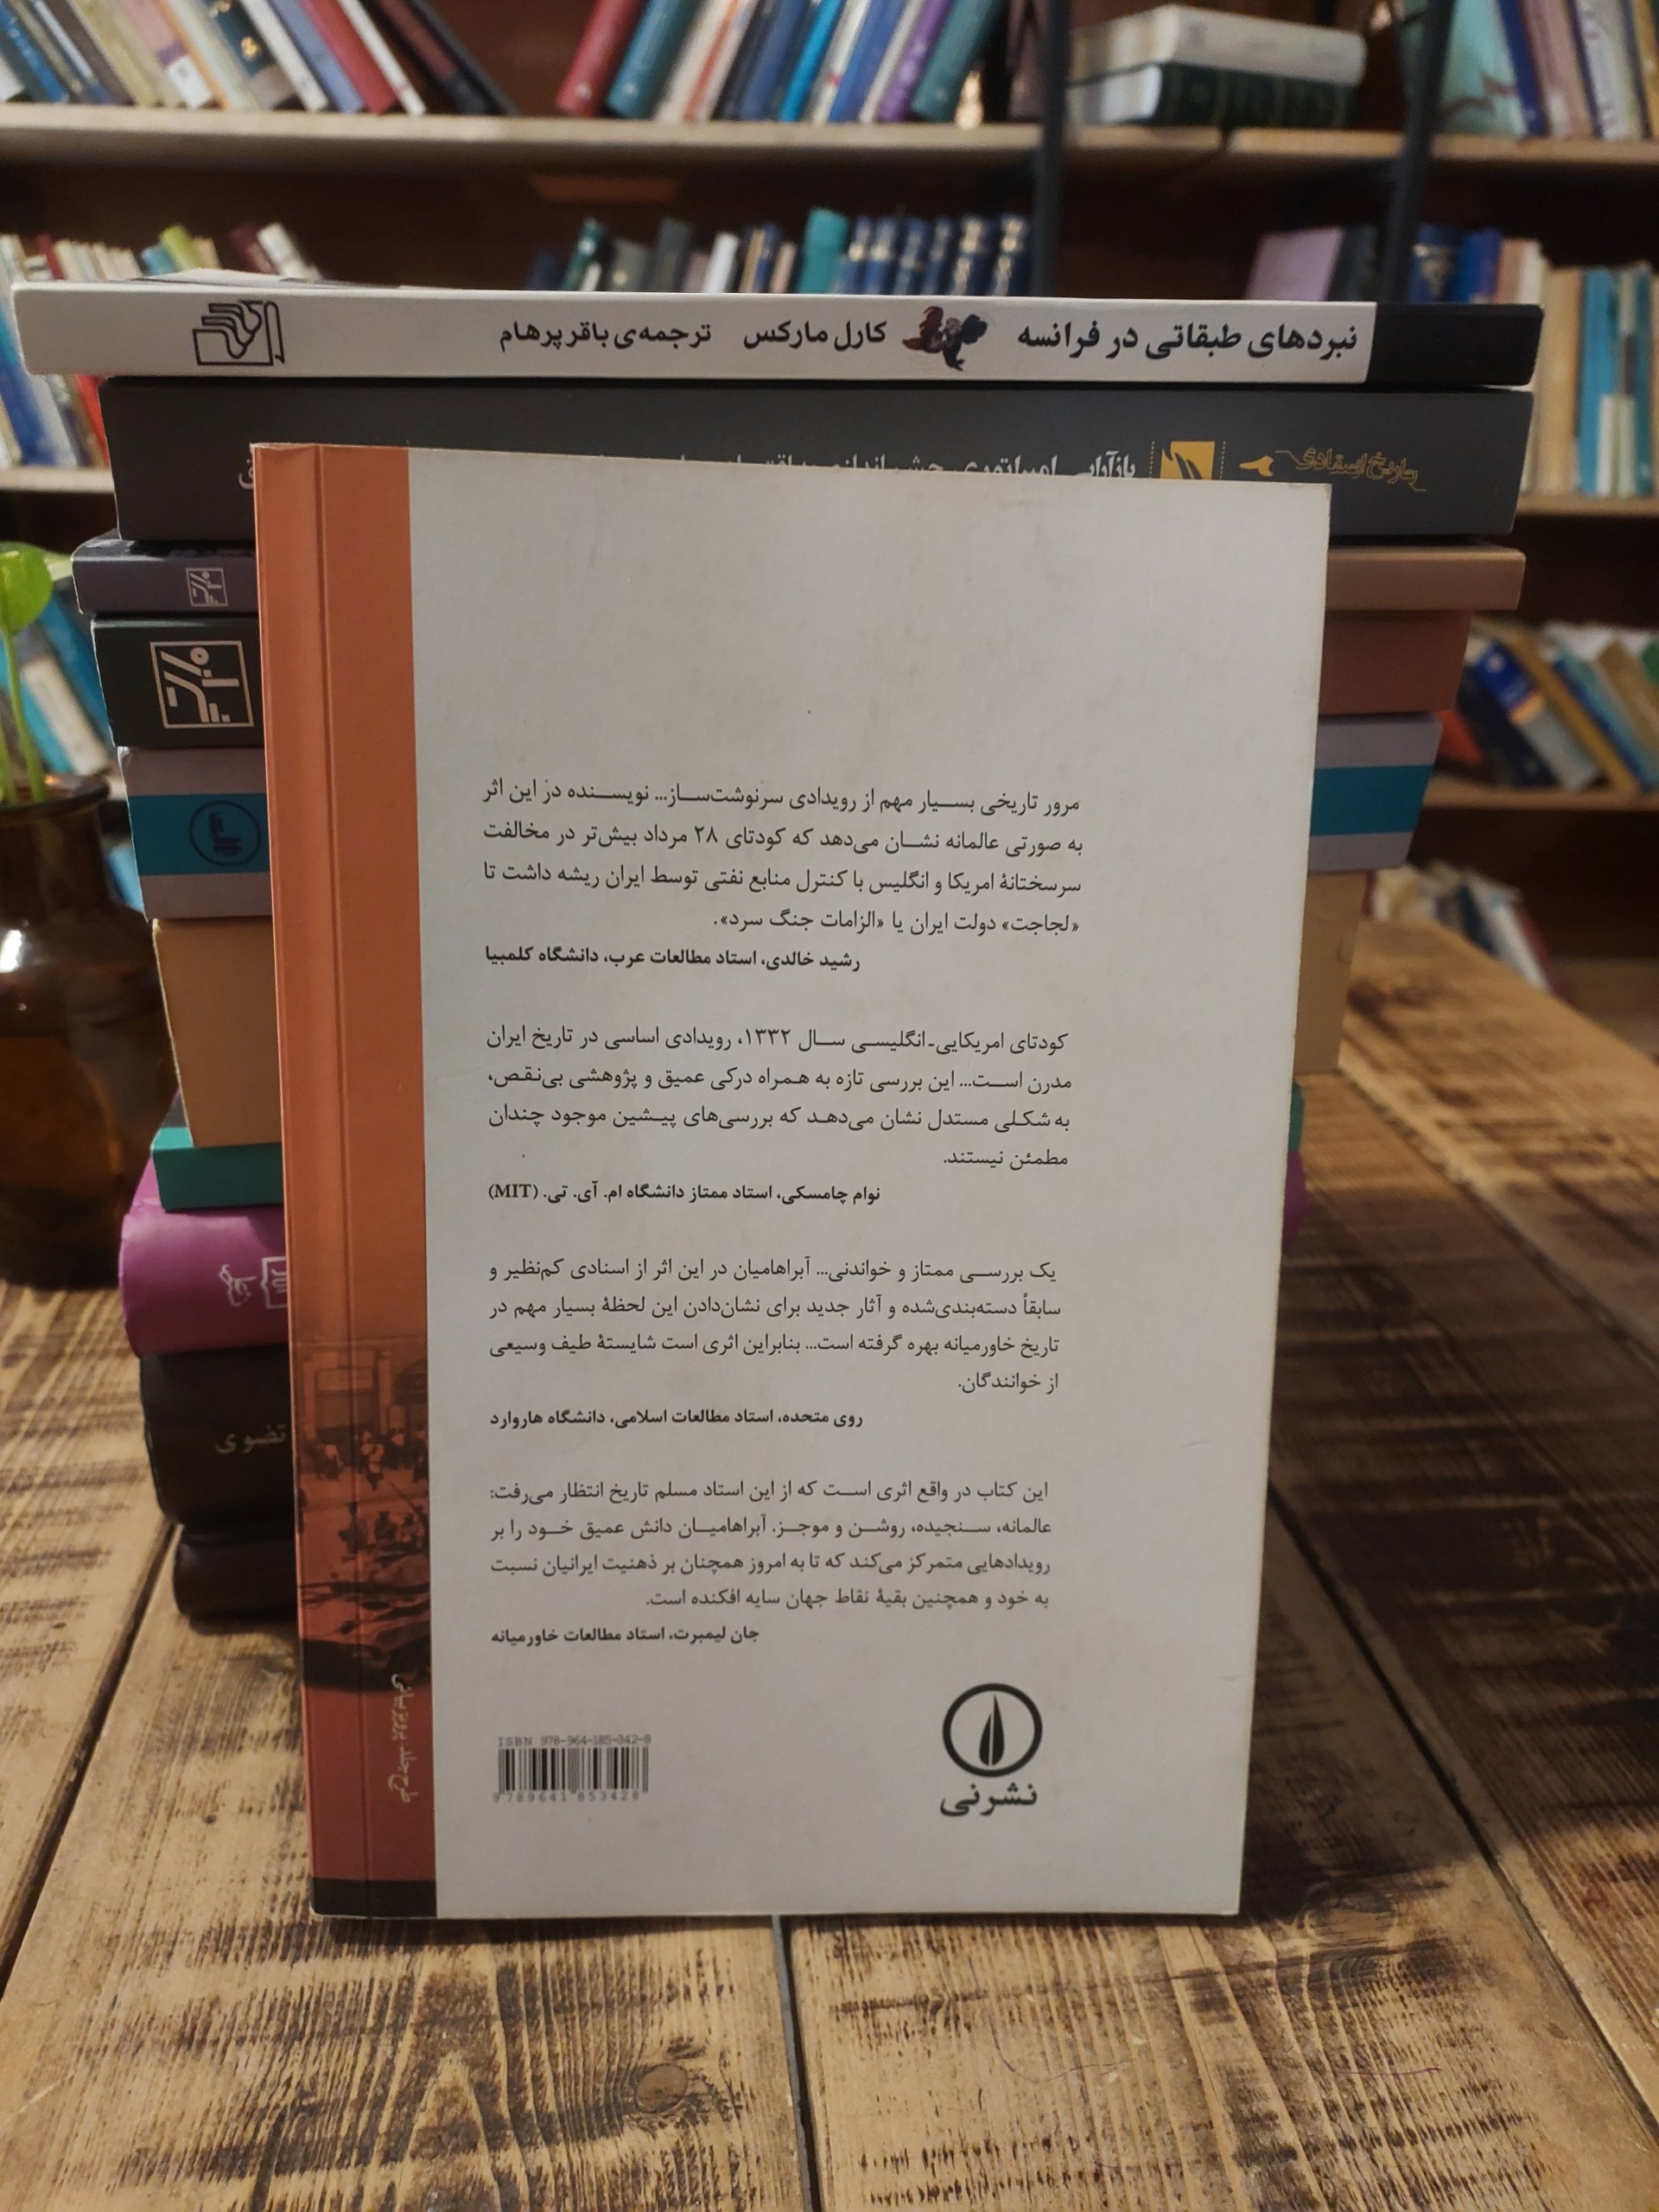 نبردهای طبقاتی در فرانسه کارل مارکس ترجمه‌ی باقر پرهام
مرور تاریخی بسیار مهم از رویدادی سرنوشت‌ساز... نویسنده در این اثر
به صورتی عالمانه نشان می‌دهد که کودتای ۲۸ مرداد بیش‌تر در مخالفت
سرسختانهٔ امریکا و انگلیس با کنترل منابع نفتی توسط ایران ریشه داشت تا
«لجاجت» دولت ایران یا «الزامات جنگ سرد».
رشید خالدی، استاد مطالعات عرب، دانشگاه کلمبیا
کودتای امریکایی-انگلیسی سال ۱۳۳۲، رویدادی اساسی در تاریخ ایران
مدرن است... این بررسی تازه به همراه درکی عمیق و پژوهشی بی‌نقص،
به شکلی مستدل نشان می‌دهد که بررسی‌های پیشین موجود چندان
مطمئن نیستند.
نوام چامسکی، استاد ممتاز دانشگاه ام. آی. تی. (MIT)
یک بررسی ممتاز و خواندنی... آبراهامیان در این اثر از اسنادی کم‌نظیر و
سابقاً دسته‌بندی‌شده و آثار جدید برای نشان‌دادن این لحظهٔ بسیار مهم در
تاریخ خاورمیانه بهره گرفته است... بنابراین اثری است شایستهٔ طیف وسیعی
از خوانندگان.
روی متحده، استاد مطالعات اسلامی، دانشگاه هاروارد
این کتاب در واقع اثری است که از این استاد مسلم تاریخ انتظار می‌رفت:
عالمانه، سنجیده، روشن و موجز. آبراهامیان دانش عمیق خود را بر
رویدادهایی متمرکز می‌کند که تا به امروز همچنان بر ذهنیت ایرانیان نسبت
به خود و همچنین بقیهٔ نقاط جهان سایه افکنده است.
جان لیمبرت، استاد مطالعات خاورمیانه
طرح جلد: پرویز بیانی
ISBN 978-964-185-342-8
9 789641 853428
نشر نی